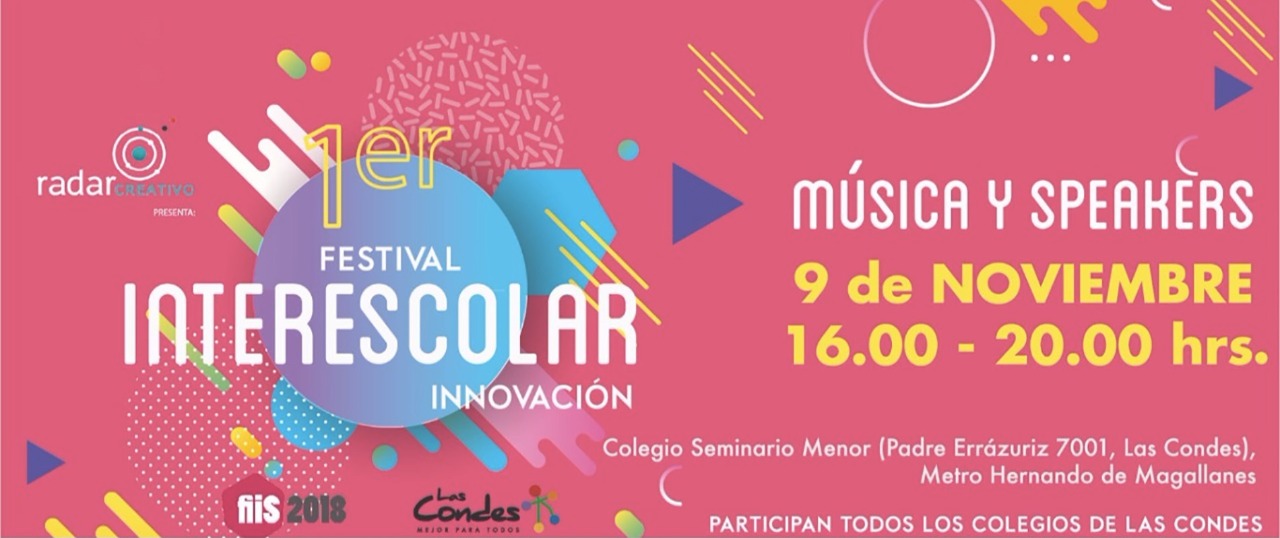 radar CREATIVO
PRESENTA:
1er
FESTIVAL
INTERESCOLAR
INNOVACIÓN
fiiS 2018
Las
Condes
MEJOR PARA TODOS
MÚSICA Y SPEAKERS
9 de NOVIEMBRE
16.00 - 20.00 hrs.
Colegio Seminario Menor (Padre Errázuriz 7001, Las Condes),
Metro Hernando de Magallanes
PARTICIPAN TODOS LOS COLEGIOS DE LAS CONDES